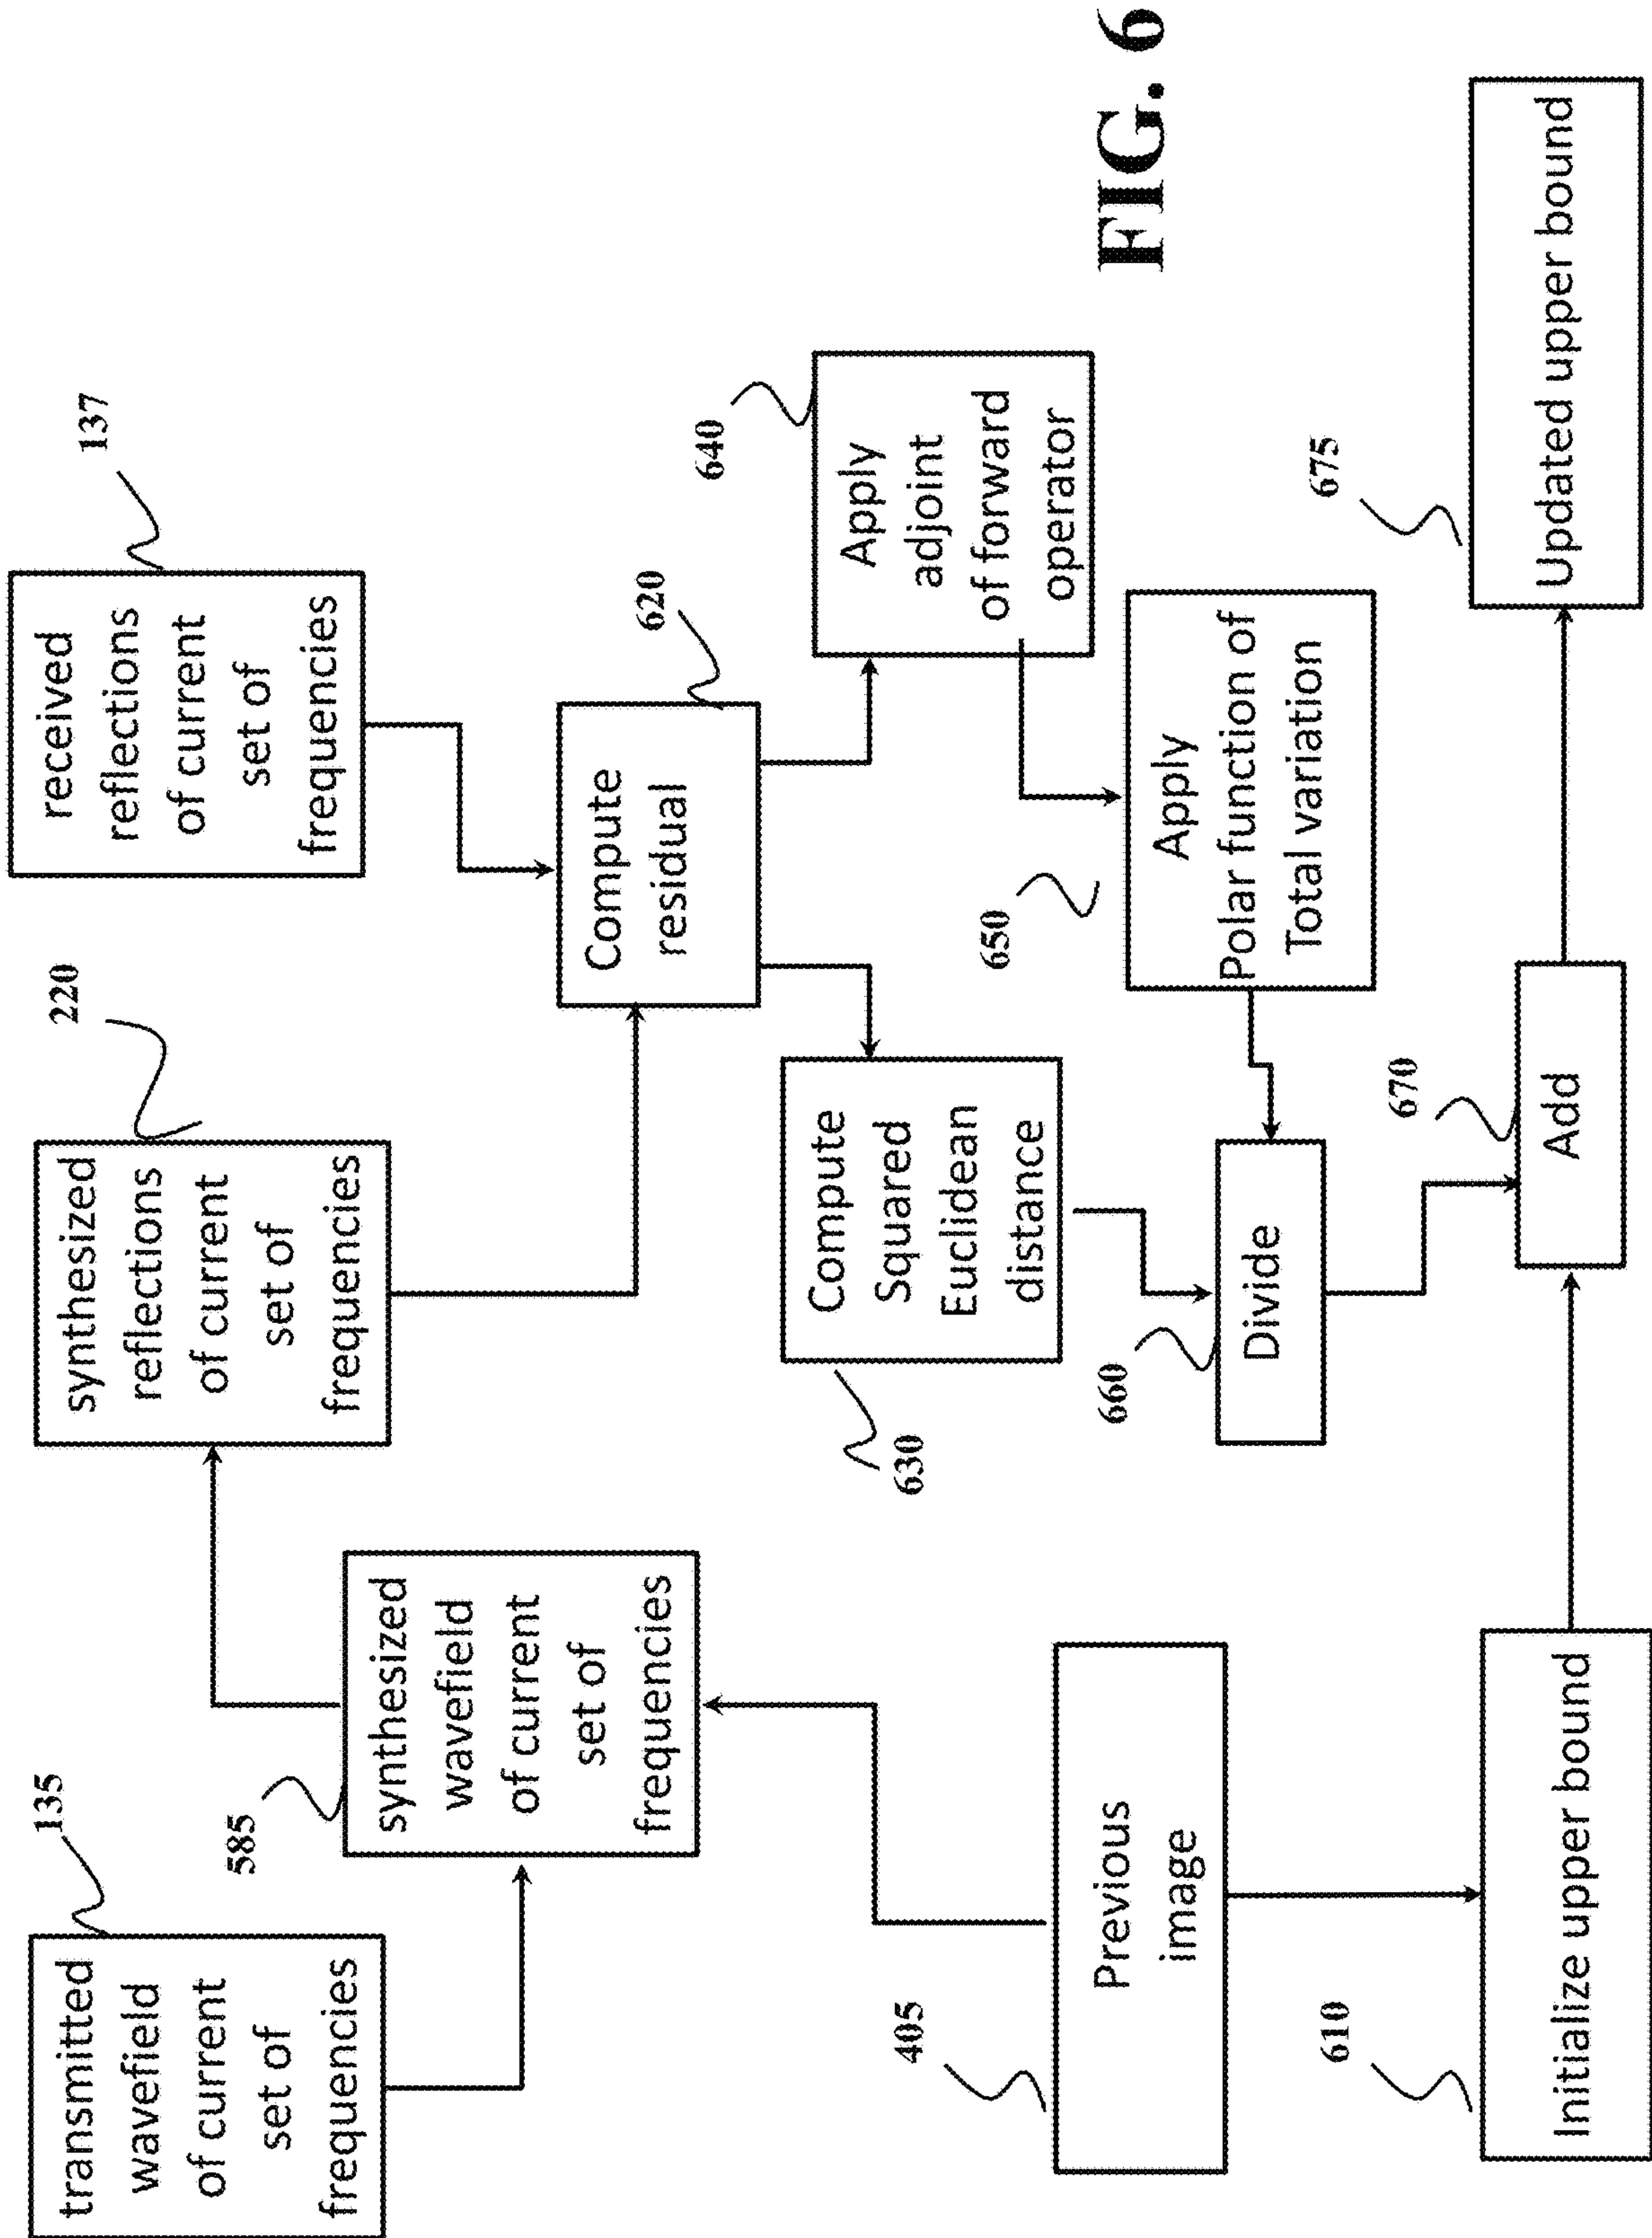 135
transmitted
wavefield
of current
set of
frequencies
585
synthesized
wavefield
of current
set of
frequencies
220
synthesized
reflections
of current
set of
frequencies
137
received
reflections
of current
set of
frequencies
620
Compute
residual
630
Compute
Squared
Euclidean
distance
640
Apply
adjoint
of forward
operator
650
Apply
Polar function of
Total variation
405
Previous
image
660
Divide
610
Initialize upper bound
670
Add
675
Updated upper bound
FIG. 6